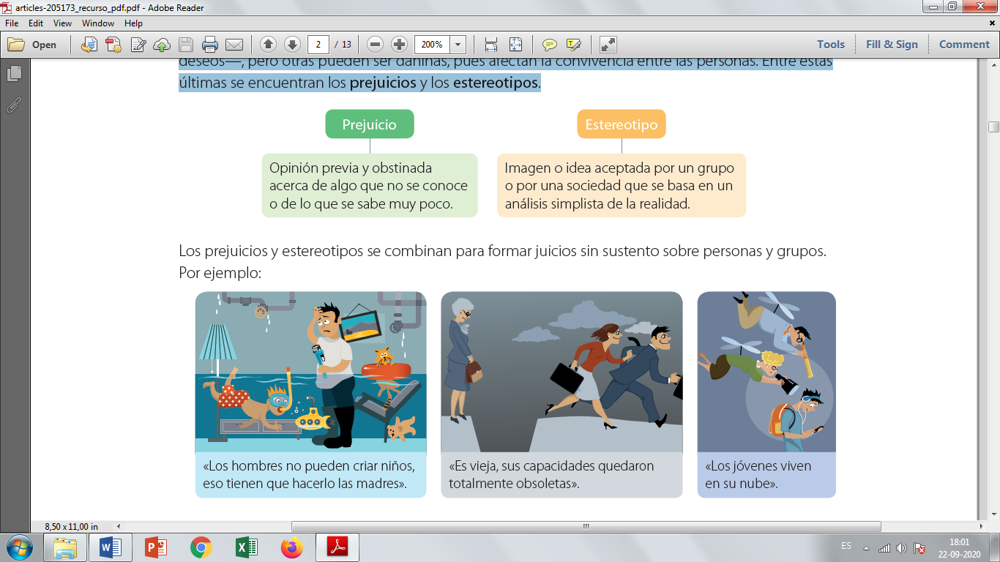 articles-205173_recurso_pdf.pdf - Adobe Reader
File Edit View Window Help
Open 2 / 13 200% Tools Fill & Sign Comment
deseos—, pero otras pueden ser dañinas, pues afectan la convivencia entre las personas. Entre estas
últimas se encuentran los prejuicios y los estereotipos.
Prejuicio
Opinión previa y obstinada
acerca de algo que no se conoce
o de lo que se sabe muy poco.
Estereotipo
Imagen o idea aceptada por un grupo
o por una sociedad que se basa en un
análisis simplista de la realidad.
Los prejuicios y estereotipos se combinan para formar juicios sin sustento sobre personas y grupos.
Por ejemplo:
«Los hombres no pueden criar niños,
eso tienen que hacerlo las madres».
«Es vieja, sus capacidades quedaron
totalmente obsoletas».
«Los jóvenes viven
en su nube».
8,50 x 11,00 in
ES 18:01
22-09-2020